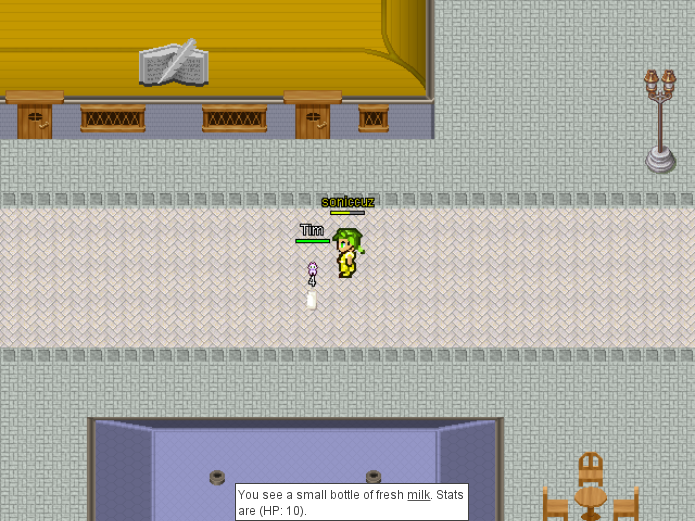 soniccuz
Tim
4
You see a small bottle of fresh milk. Stats
are (HP: 10).